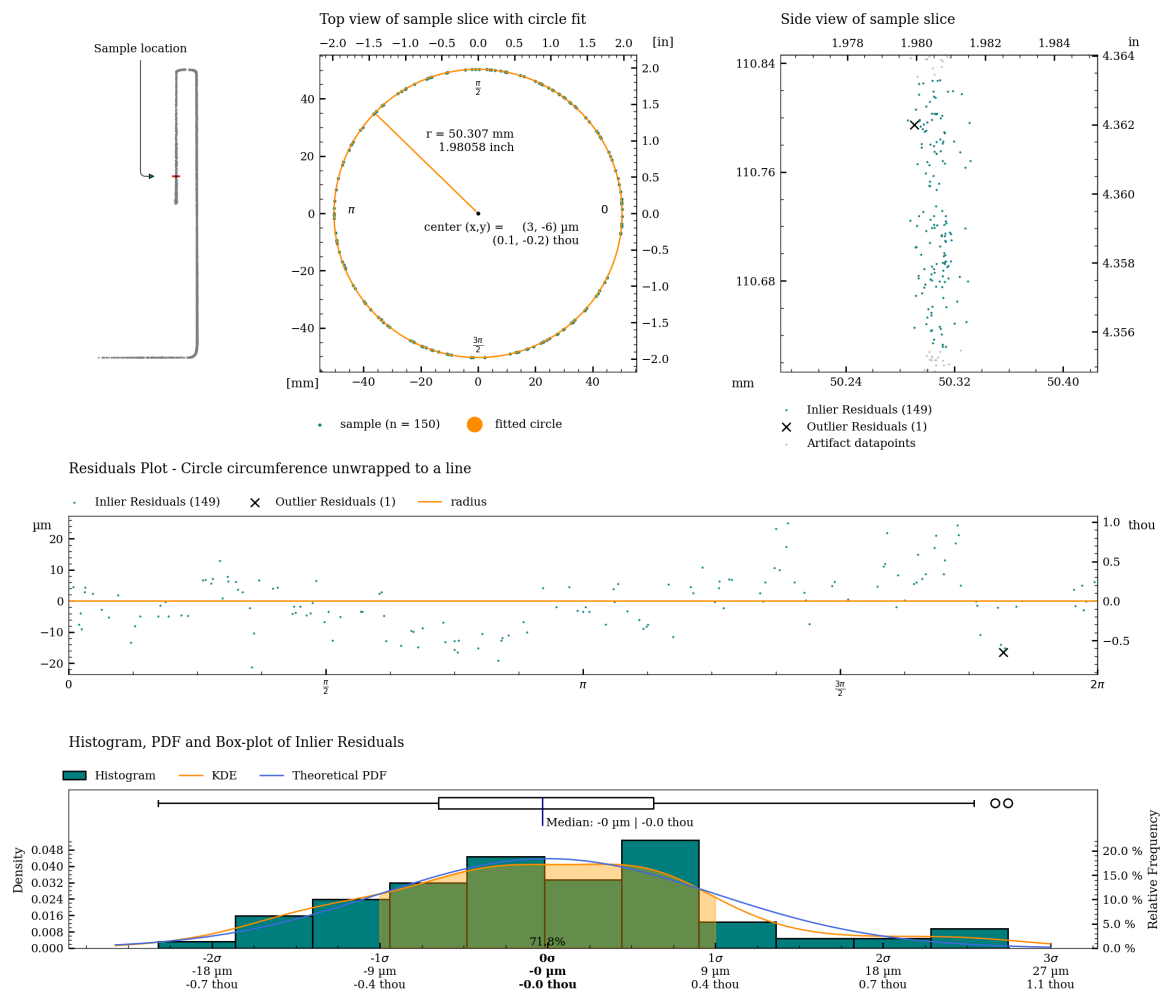 Sample location
Top view of sample slice with circle fit
−2.0 −1.5 −1.0 −0.5 0.0 0.5 1.0 1.5 2.0 [in]
40
20
0
−20
−40
2.0
1.5
1.0
0.5
0.0
−0.5
−1.0
−1.5
−2.0
π/2
r = 50.307 mm
1.98058 inch
π
0
center (x,y) = (3, -6) µm
(0.1, -0.2) thou
3π/2
[mm] −40 −20 0 20 40
sample (n = 150) fitted circle
Side view of sample slice
1.978 1.980 1.982 1.984 in
110.84
110.76
110.68
4.364
4.362
4.360
4.358
4.356
mm 50.24 50.32 50.40
Inlier Residuals (149)
Outlier Residuals (1)
Artifact datapoints
Residuals Plot - Circle circumference unwrapped to a line
Inlier Residuals (149) Outlier Residuals (1) radius
µm
20
10
0
−10
−20
1.0 thou
0.5
0.0
−0.5
0 π/2 π 3π/2 2π
Histogram, PDF and Box-plot of Inlier Residuals
Histogram KDE Theoretical PDF
Median: -0 µm | -0.0 thou
Density
0.048
0.040
0.032
0.024
0.016
0.008
0.000
20.0 %
15.0 %
10.0 %
5.0 %
0.0 %
Relative Frequency
71.8%
-2σ -1σ 0σ 1σ 2σ 3σ
-18 µm -9 µm -0 µm 9 µm 18 µm 27 µm
-0.7 thou -0.4 thou -0.0 thou 0.4 thou 0.7 thou 1.1 thou